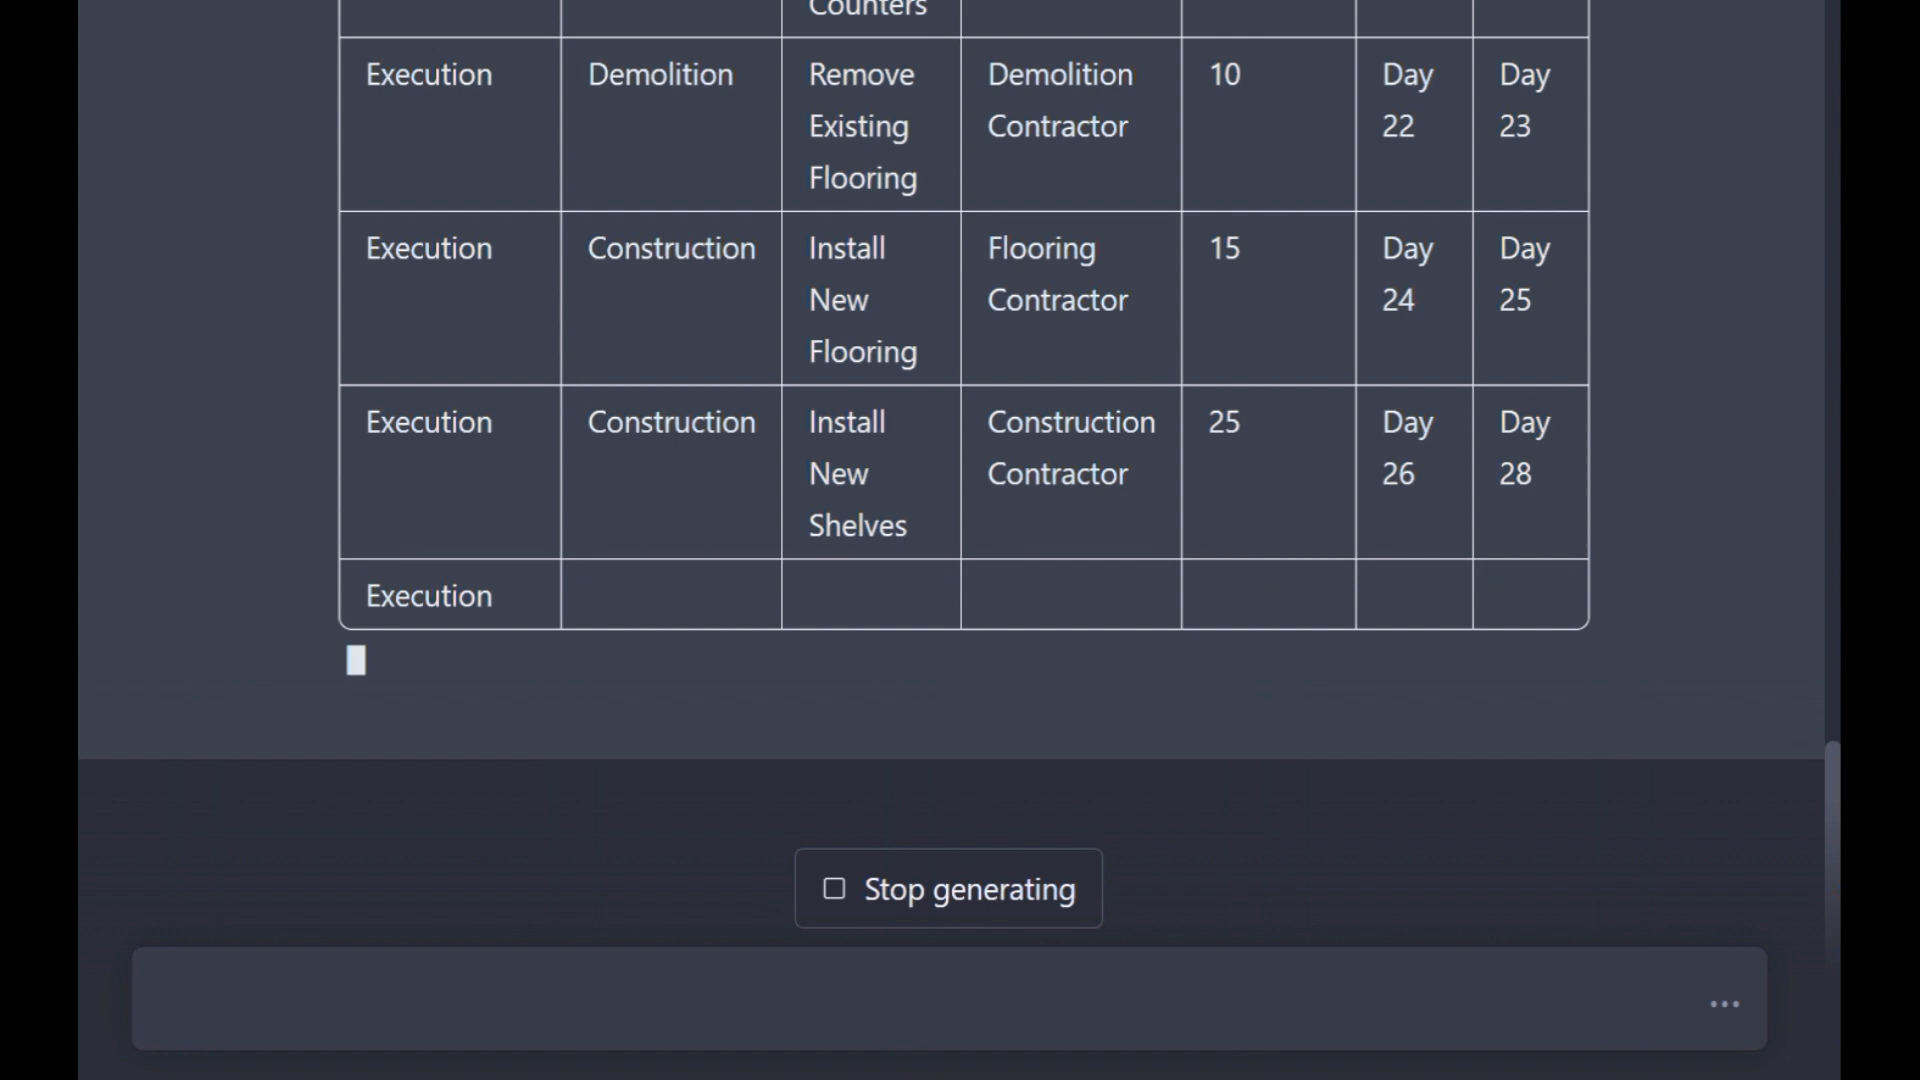 Counters
Execution Demolition Remove Demolition 10 Day Day
Existing Contractor 22 23
Flooring
Execution Construction Install Flooring 15 Day Day
New Contractor 24 25
Flooring
Execution Construction Install Construction 25 Day Day
New Contractor 26 28
Shelves
Execution
Stop generating